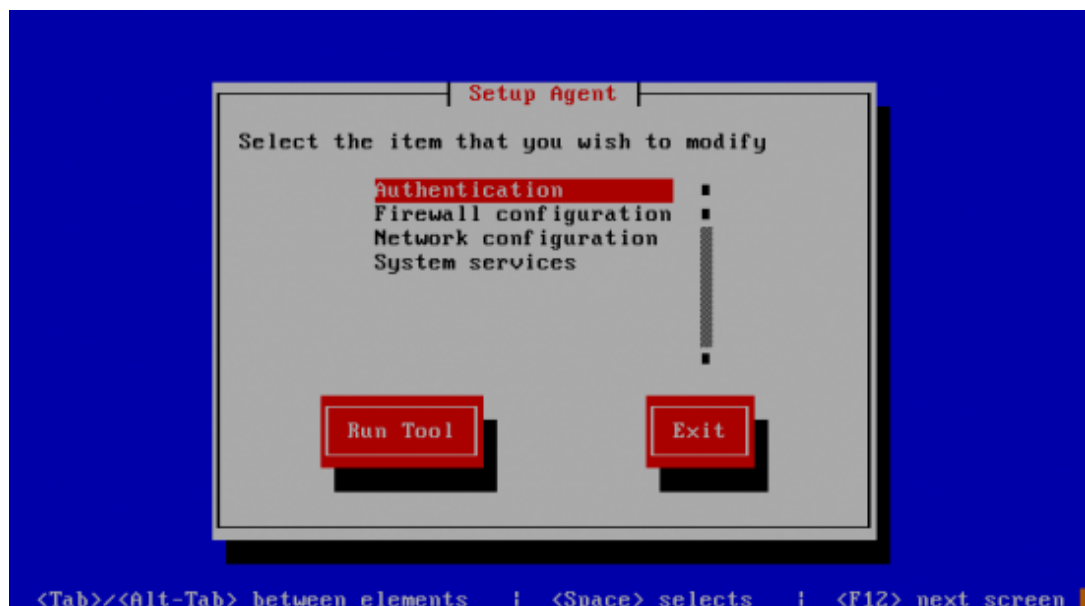 Setup Agent
Select the item that you wish to modify
Authentication
Firewall configuration
Network configuration
System services
Run Tool Exit
<Tab>/<Alt-Tab> between elements | <Space> selects | <F12> next screen